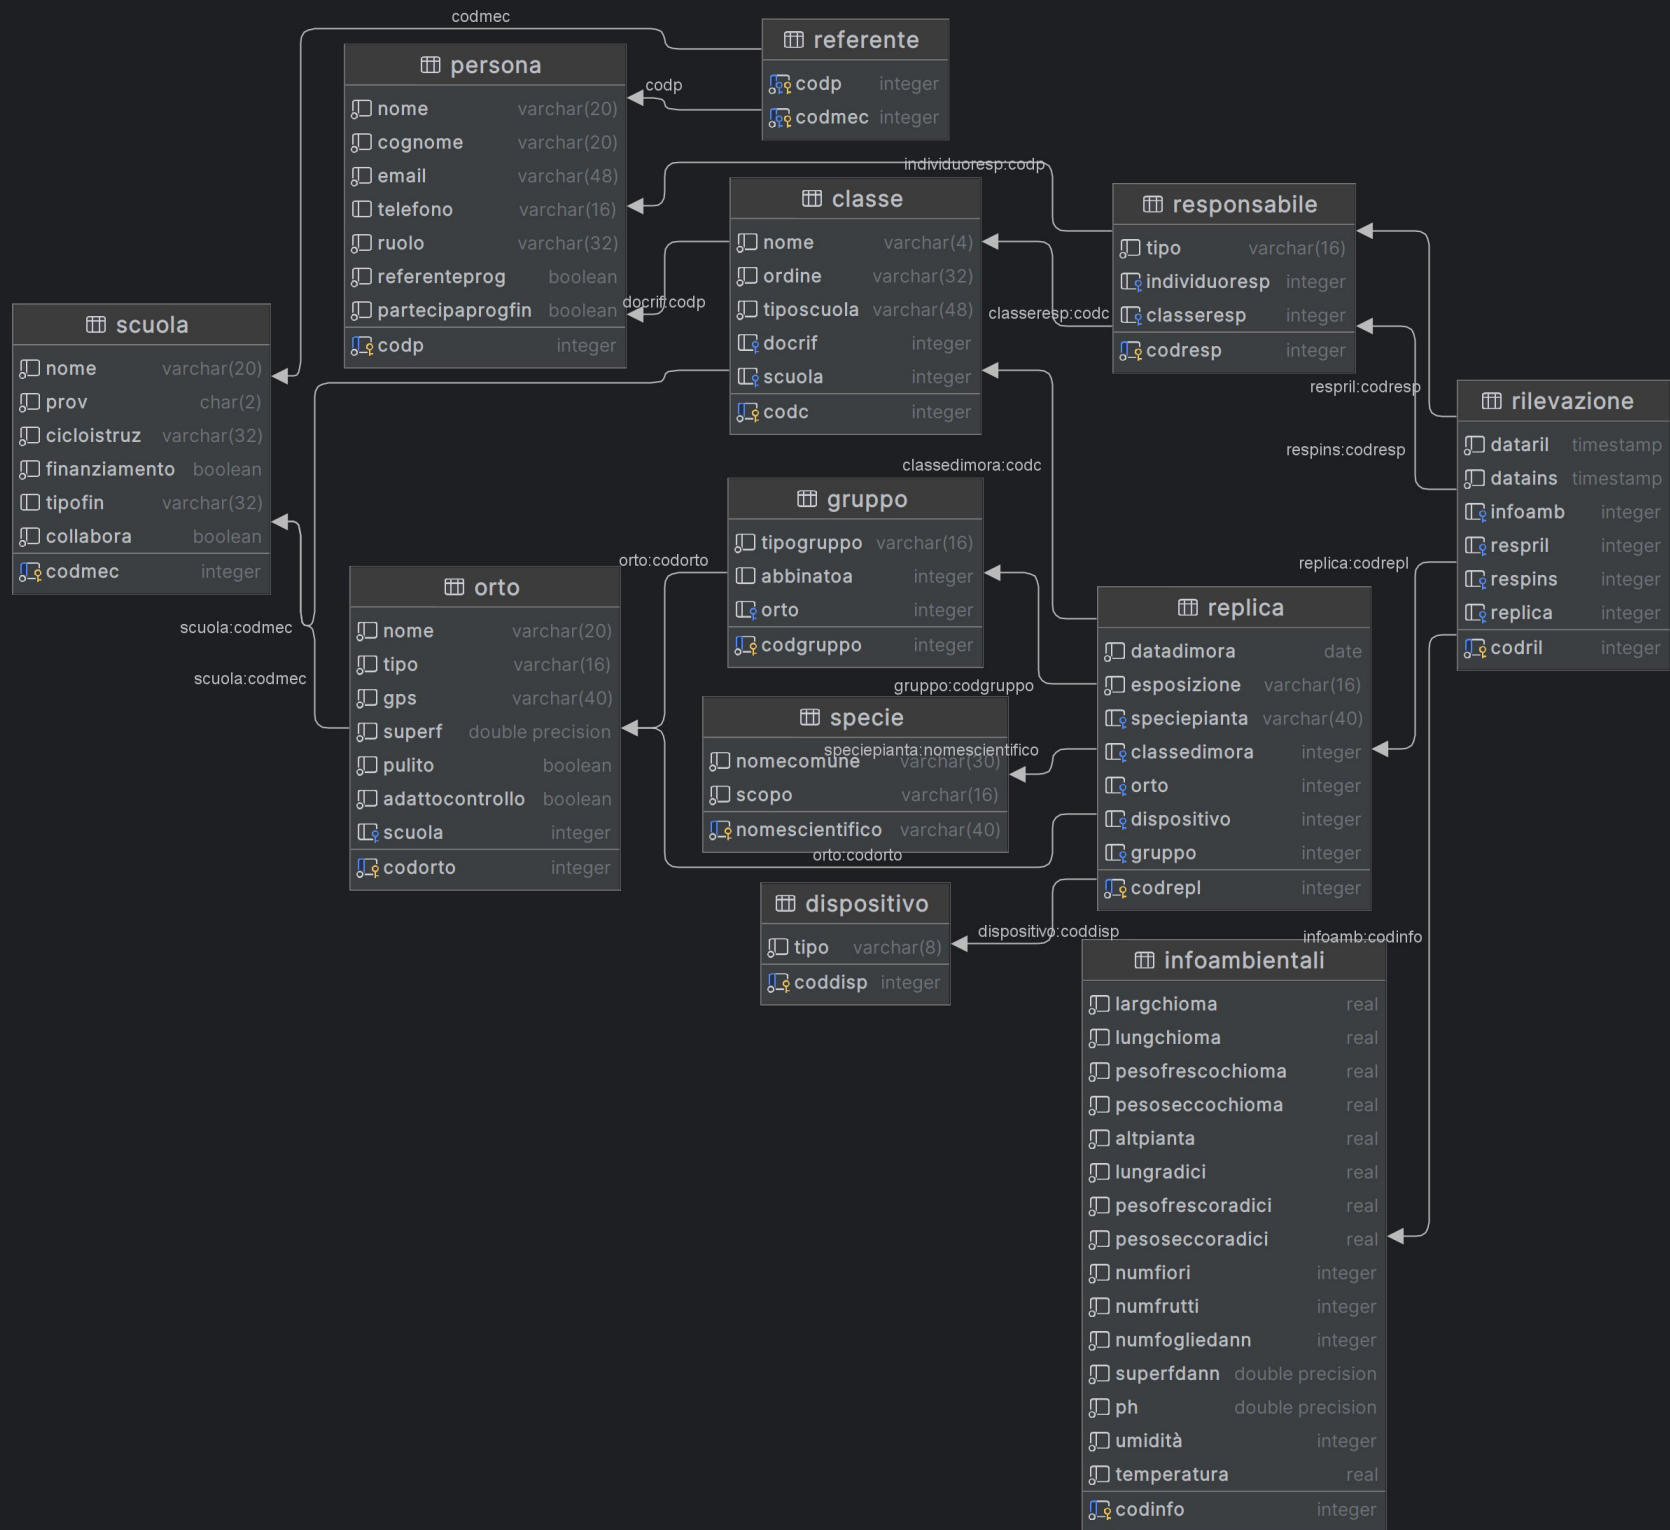 codmec
referente
codp integer
codmec integer
persona
nome varchar(20)
cognome varchar(20)
email varchar(48)
telefono varchar(16)
ruolo varchar(32)
referenteprog boolean
partecipaprogfin boolean
codp integer
codp
individuoresp:codp
classe
nome varchar(4)
ordine varchar(32)
tiposcuola varchar(48)
docrif integer
scuola integer
codc integer
docrif:codp
responsabile
tipo varchar(16)
individuoresp integer
classeresp integer
codresp integer
classeresp:codc
scuola
nome varchar(20)
prov char(2)
cicloistruz varchar(32)
finanziamento boolean
tipofin varchar(32)
collabora boolean
codmec integer
respril:codresp
rilevazione
dataril timestamp
datains timestamp
infoamb integer
respril integer
respins integer
replica integer
codril integer
respins:codresp
classedimora:codc
gruppo
tipogruppo varchar(16)
abbinatoa integer
orto integer
codgruppo integer
orto:codorto
replica:codrepl
orto
nome varchar(20)
tipo varchar(16)
gps varchar(40)
superf double precision
pulito boolean
adattocontrollo boolean
scuola integer
codorto integer
scuola:codmec
scuola:codmec
replica
datadimora date
esposizione varchar(16)
speciepianta varchar(40)
classedimora integer
orto integer
dispositivo integer
gruppo integer
codrepl integer
gruppo:codgruppo
specie
speciepianta:nomescientifico
nomecomune varchar(30)
scopo varchar(16)
nomescientifico varchar(40)
orto:codorto
dispositivo
tipo varchar(8)
coddisp integer
dispositivo:coddisp
infoamb:codinfo
infoambientali
largchioma real
lungchioma real
pesofrescochioma real
pesoseccochioma real
altpianta real
lungradici real
pesofrescoradici real
pesoseccoradici real
numfiori integer
numfrutti integer
numfogliedann integer
superfdann double precision
ph double precision
umidità integer
temperatura real
codinfo integer